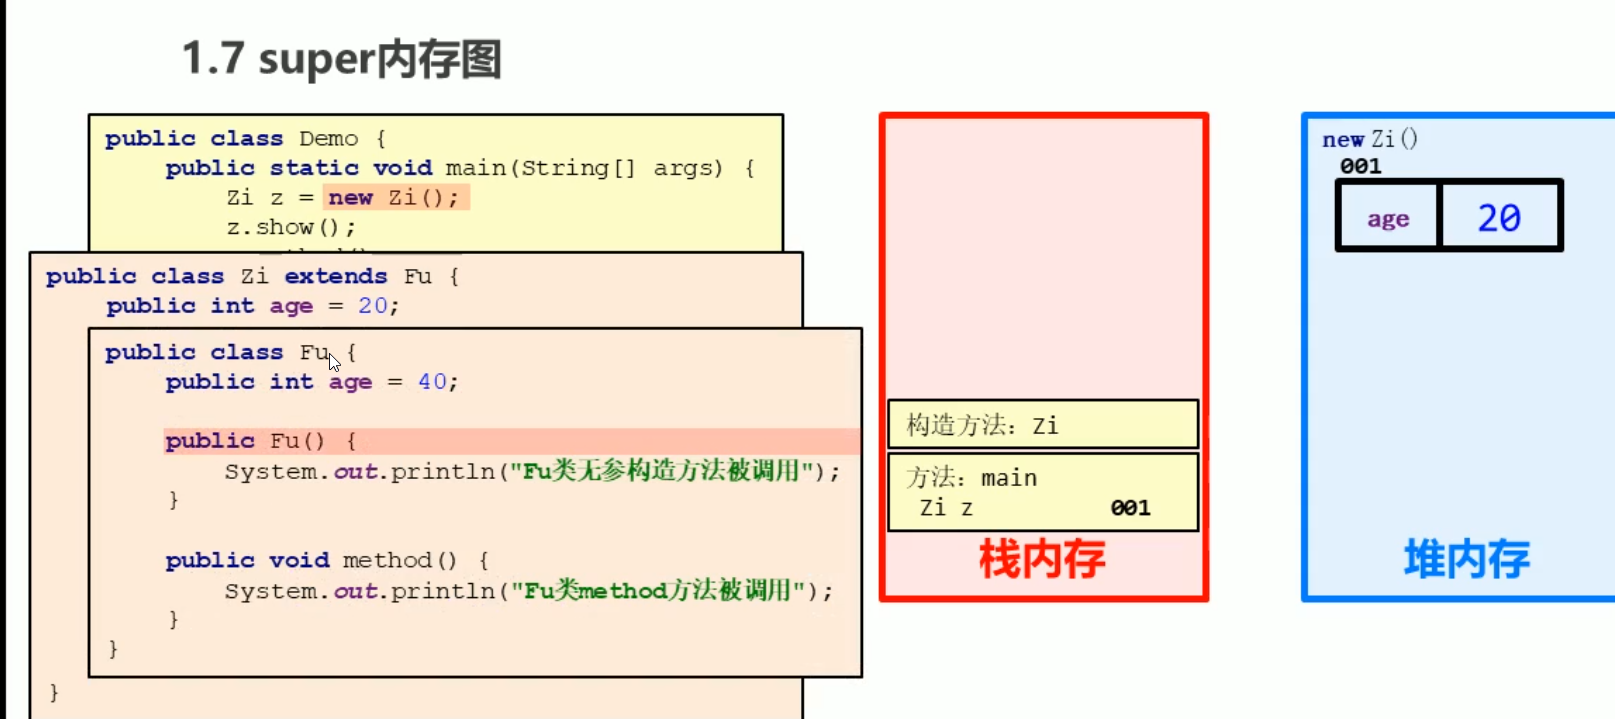 1.7 super内存图
public class Demo {
public static void main(String[] args) {
Zi z = new Zi();
z.show();
public class Zi extends Fu {
public int age = 20;
public class Fu {
public int age = 40;
public Fu() {
System.out.println("Fu类无参构造方法被调用");
}
public void method() {
System.out.println("Fu类method方法被调用");
}
}
}
构造方法：Zi
方法：main
Zi z 001
栈内存
new Zi()
001
age 20
堆内存